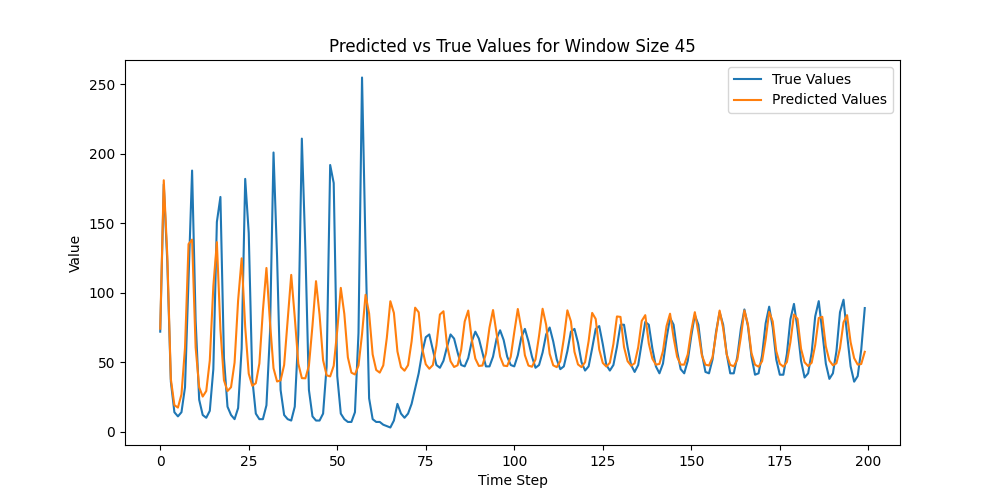 Predicted vs True Values for Window Size 45
True Values
Predicted Values
Value
250
200
150
100
50
0
0 25 50 75 100 125 150 175 200
Time Step